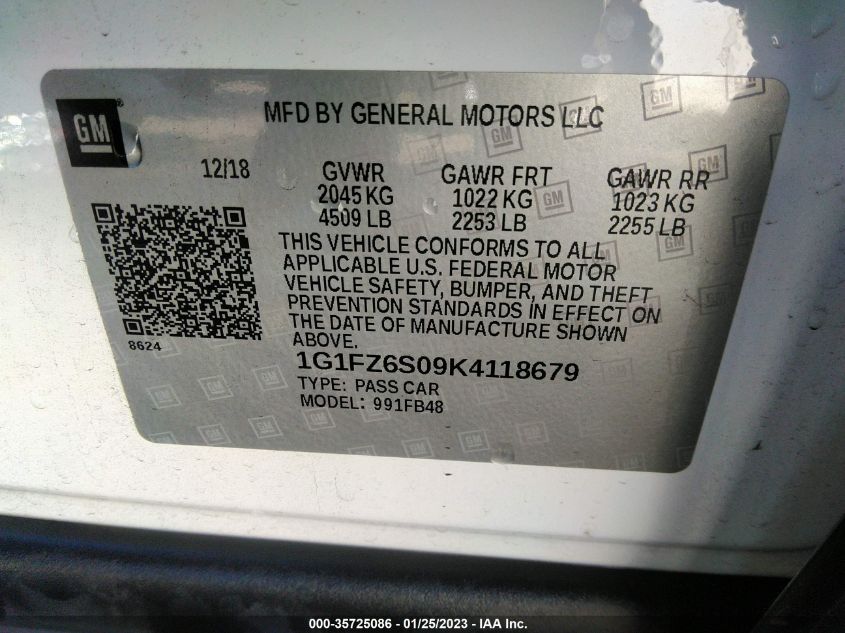 GM
MFD BY GENERAL MOTORS LLC
12/18
GVWR
2045 KG
4509 LB
GAWR FRT
1022 KG
2253 LB
GAWR RR
1023 KG
2255 LB
THIS VEHICLE CONFORMS TO ALL
APPLICABLE U.S. FEDERAL MOTOR
VEHICLE SAFETY, BUMPER, AND THEFT
PREVENTION STANDARDS IN EFFECT ON
THE DATE OF MANUFACTURE SHOWN
ABOVE.
8624
1G1FZ6S09K4118679
TYPE: PASS CAR
MODEL: 991FB48
000-35725086 - 01/25/2023 - IAA Inc.